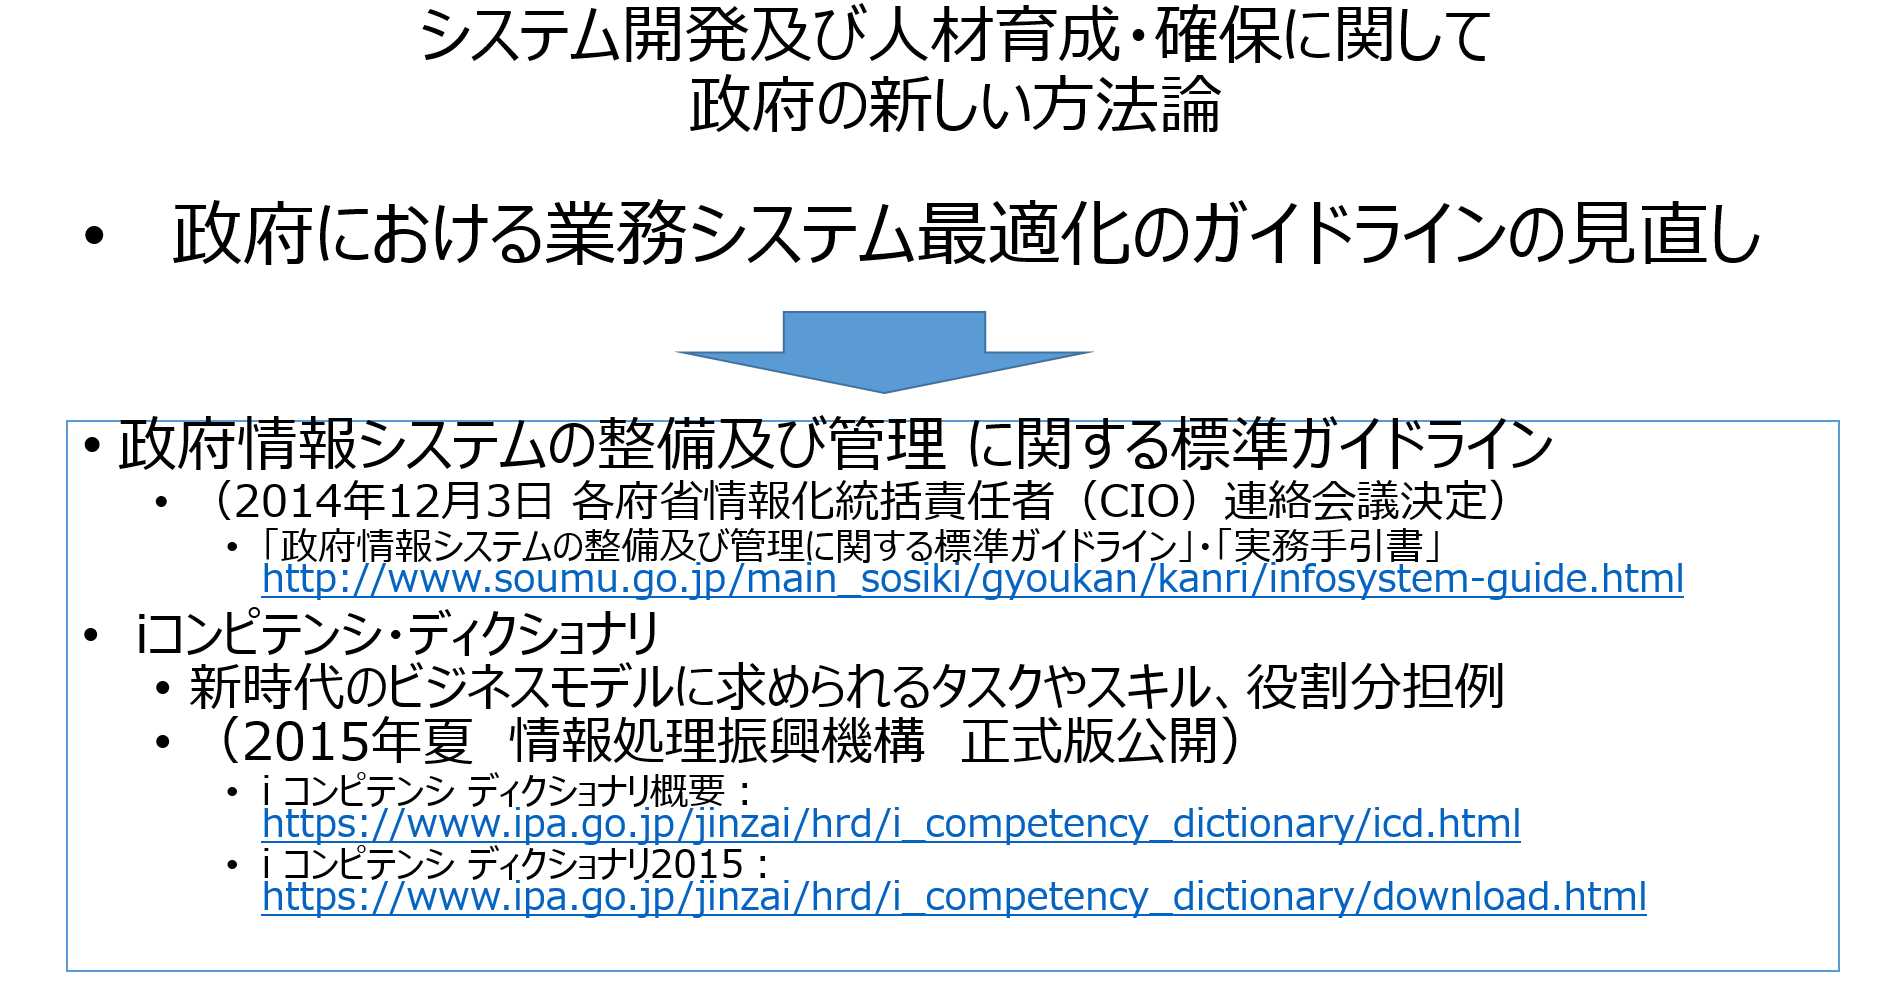 システム開発及び人材育成・確保に関して
政府の新しい方法論
• 政府における業務システム最適化のガイドラインの見直し
• 政府情報システムの整備及び管理 に関する標準ガイドライン
• （2014年12月3日 各府省情報化統括責任者（CIO）連絡会議決定）
• 「政府情報システムの整備及び管理に関する標準ガイドライン」・「実務手引書」
http://www.soumu.go.jp/main_sosiki/gyoukan/kanri/infosystem-guide.html
• iコンピテンシ・ディクショナリ
• 新時代のビジネスモデルに求められるタスクやスキル、役割分担例
• （2015年夏　情報処理振興機構　正式版公開）
• i コンピテンシ ディクショナリ概要：
https://www.ipa.go.jp/jinzai/hrd/i_competency_dictionary/icd.html
• i コンピテンシ ディクショナリ2015：
https://www.ipa.go.jp/jinzai/hrd/i_competency_dictionary/download.html